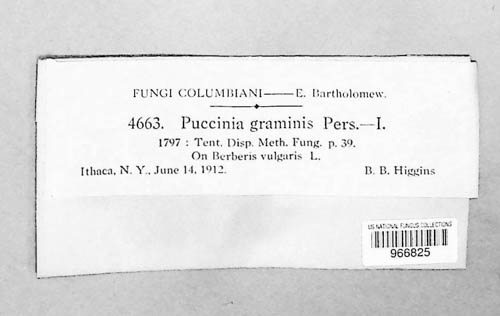 FUNGI COLUMBIANI——E. Bartholomew.
4663. Puccinia graminis Pers.—I.
1797 : Tent. Disp. Meth. Fung. p. 39.
On Berberis vulgaris L.
Ithaca, N. Y., June 14, 1912. B. B. Higgins
US NATIONAL FUNGUS COLLECTIONS
966825